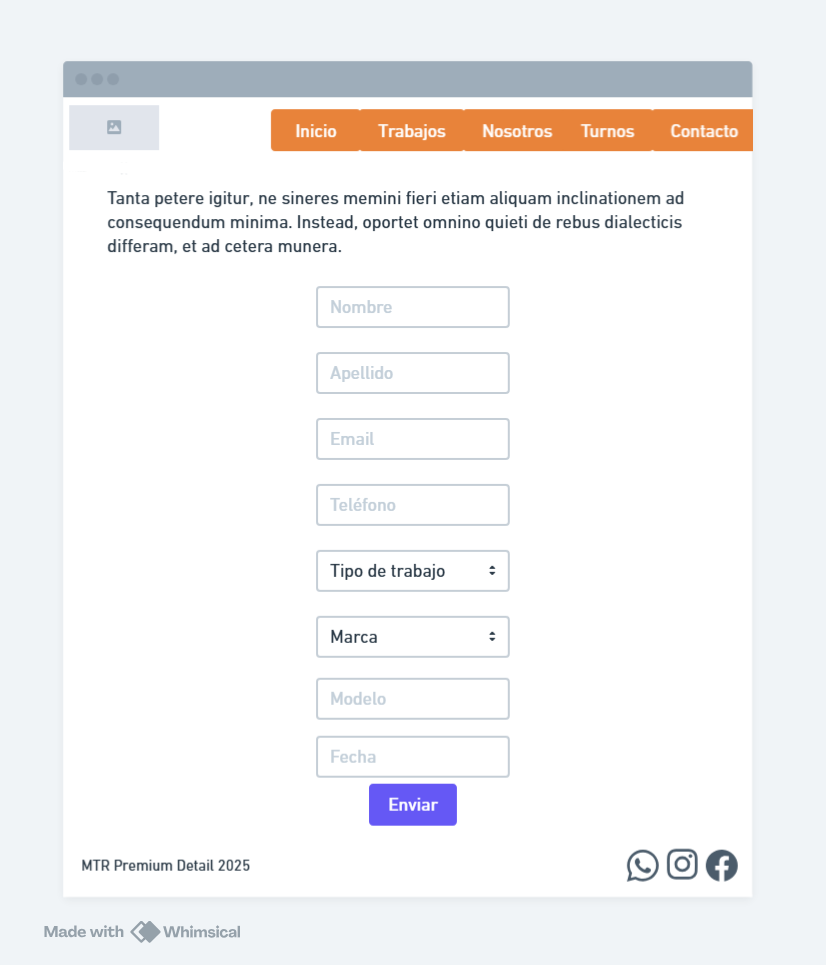 Inicio Trabajos Nosotros Turnos Contacto
Tanta petere igitur, ne sineres memini fieri etiam aliquam inclinationem ad
consequendum minima. Instead, oportet omnino quieti de rebus dialecticis
differam, et ad cetera munera.
Nombre
Apellido
Email
Teléfono
Tipo de trabajo
Marca
Modelo
Fecha
Enviar
MTR Premium Detail 2025
Made with Whimsical